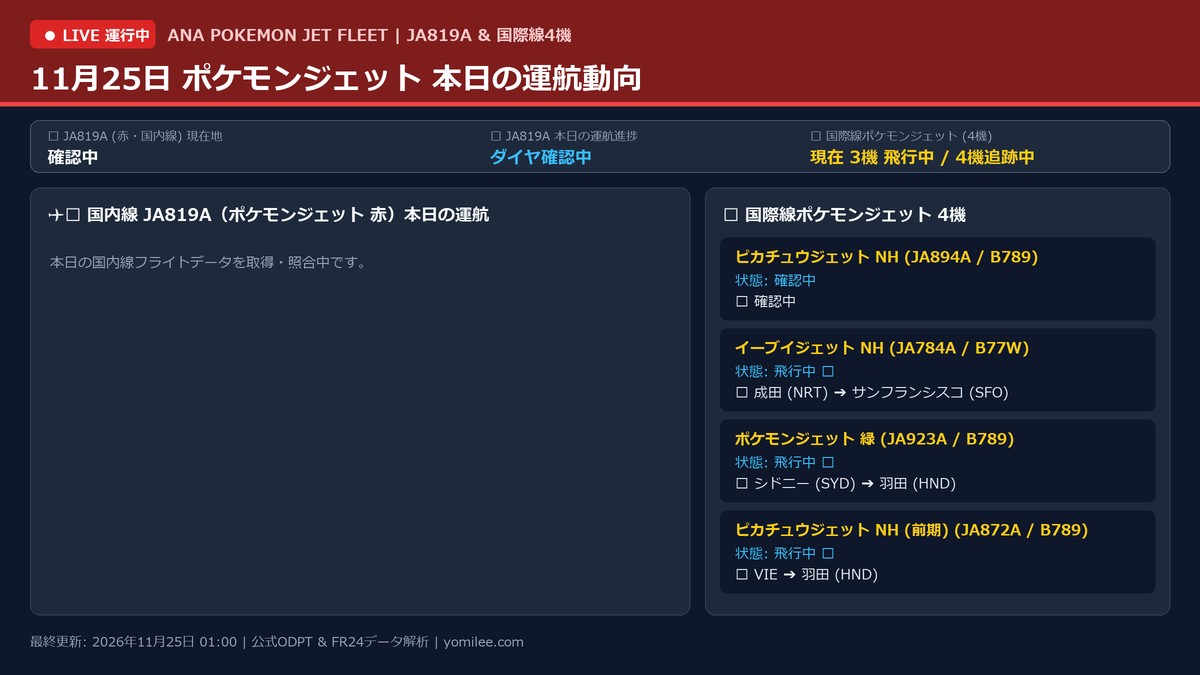 ● LIVE 運行中 ANA POKEMON JET FLEET | JA819A & 国際線4機
11月25日 ポケモンジェット 本日の運航動向
□ JA819A (赤・国内線) 現在地
確認中
□ JA819A 本日の運航進捗
ダイヤ確認中
□ 国際線ポケモンジェット (4機)
現在 3機 飛行中 / 4機追跡中
✈□ 国内線 JA819A（ポケモンジェット 赤）本日の運航
本日の国内線フライトデータを取得・照合中です。
□ 国際線ポケモンジェット 4機
ピカチュウジェット NH (JA894A / B789)
状態: 確認中
□ 確認中
イーブイジェット NH (JA784A / B77W)
状態: 飛行中 □
□ 成田 (NRT) ➔ サンフランシスコ (SFO)
ポケモンジェット 緑 (JA923A / B789)
状態: 飛行中 □
□ シドニー (SYD) ➔ 羽田 (HND)
ピカチュウジェット NH (前期) (JA872A / B789)
状態: 飛行中 □
□ VIE ➔ 羽田 (HND)
最終更新: 2026年11月25日 01:00 | 公式ODPT & FR24データ解析 | yomilee.com